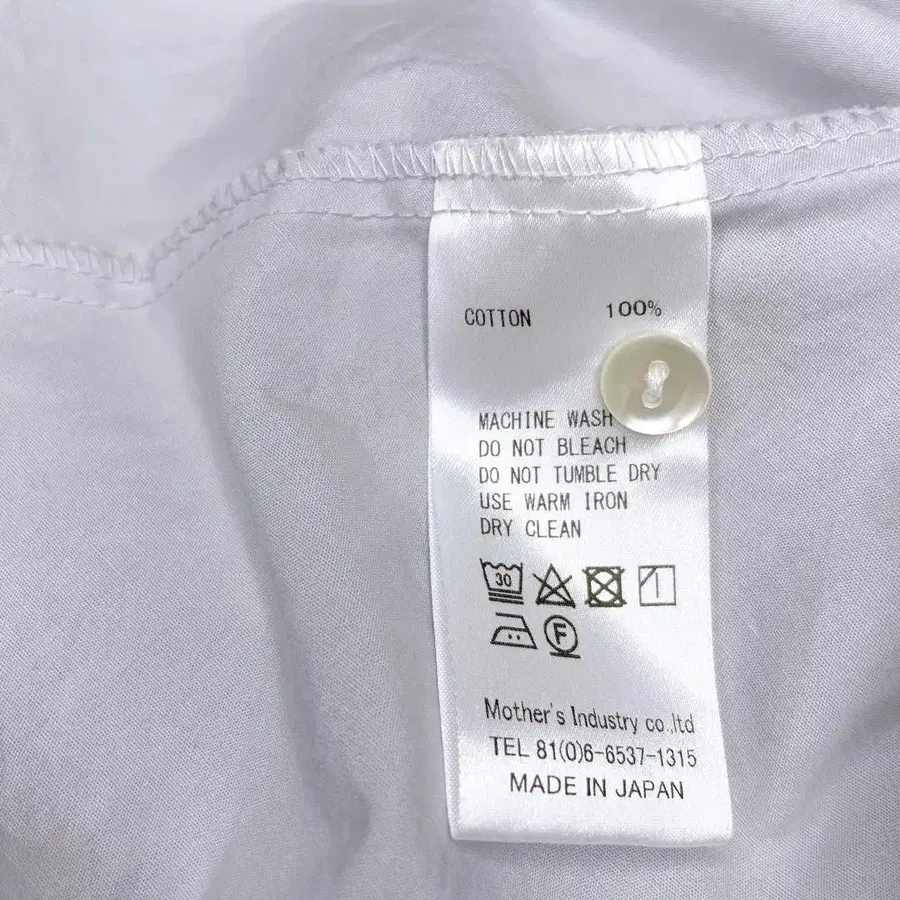 COTTON 100%
MACHINE WASH
DO NOT BLEACH
DO NOT TUMBLE DRY
USE WARM IRON
DRY CLEAN
30
F
Mother's Industry co.,ltd
TEL 81(0)6-6537-1315
MADE IN JAPAN